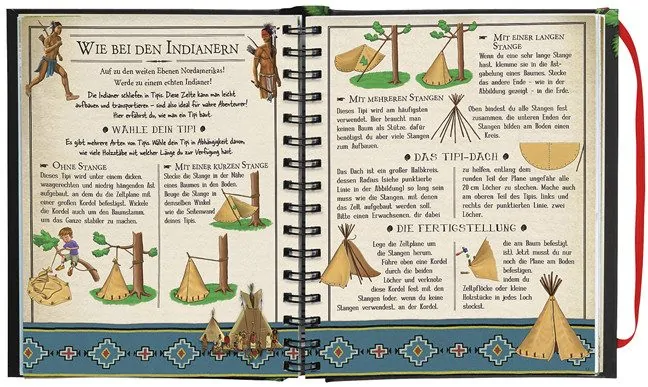 WIE BEI DEN INDIANERN
Auf zu den weiten Ebenen Nordamerikas!
Werde zu einem echten Indianer!
Die Indianer schliefen in Tipis. Diese Zelte kann man leicht
aufbauen und transportieren – sind also ideal für wahre Abenteurer!
Hier erfährst du, wie man ein Tipi baut.
WÄHLE DEIN TIPI
Es gibt mehrere Arten von Tipis. Wähle dein Tipi in Abhängigkeit davon,
wie viele Holzstäbe mit welcher Länge du zur Verfügung hast.
OHNE STANGE
Dieses Tipi wird unter einem dicken,
waagerechten und niedrig hängenden Ast
aufgebaut, an dem du die Zeltplane mit
einer großen Kordel befestigst. Wickele
die Kordel auch um den Baumstamm,
um das Ganze stabiler zu machen.
MIT EINER KURZEN STANGE
Stecke die Stange in der Nähe
eines Baumes in den Boden.
Beuge die Stange in
demselben Winkel
wie die Seitenwand
deines Tipis.
MIT EINER LANGEN
STANGE
Wenn du eine sehr lange Stange
hast, klemme sie in die Ast-
gabelung eines Baumes. Stecke
das andere Ende – wie in der
Abbildung gezeigt – in die Erde.
MIT MEHREREN STANGEN
Dieses Tipi wird am häufigsten
verwendet. Hier braucht man
keinen Baum als Stütze, dafür
benötigst du aber viele Stangen
zum Aufbauen.
Oben bindest du alle Stangen fest
zusammen, die unteren Enden der
Stangen bilden am Boden einen
Kreis.
DAS TIPI-DACH
Das Dach ist ein großer Halbkreis,
dessen Radius (siehe punktierte
Linie in der Abbildung) so lang sein
muss wie die Stangen, mit denen
das Zelt aufgebaut werden soll.
Bitte einen Erwachsenen, dir dabei
zu helfen, entlang dem
runden Teil der Plane ungefähr alle
20 cm Löcher zu stechen. Mache auch
am oberen Teil des Tipis, links und
rechts der punktierten Linie, zwei
Löcher.
DIE FERTIGSTELLUNG
Lege die Zeltplane um
die Stangen herum.
Führe oben eine Kordel
durch die beiden
Löcher und verknote
diese Kordel fest mit den
Stangen (oder, wenn du keine
Stangen verwendest, an der Kordel,
die am Baum befestigt
ist). Jetzt musst du nur
noch die Plane am Boden
befestigen,
indem du
Zeltpflöcke oder kleine
Holzstücke in jedes Loch
steckst.